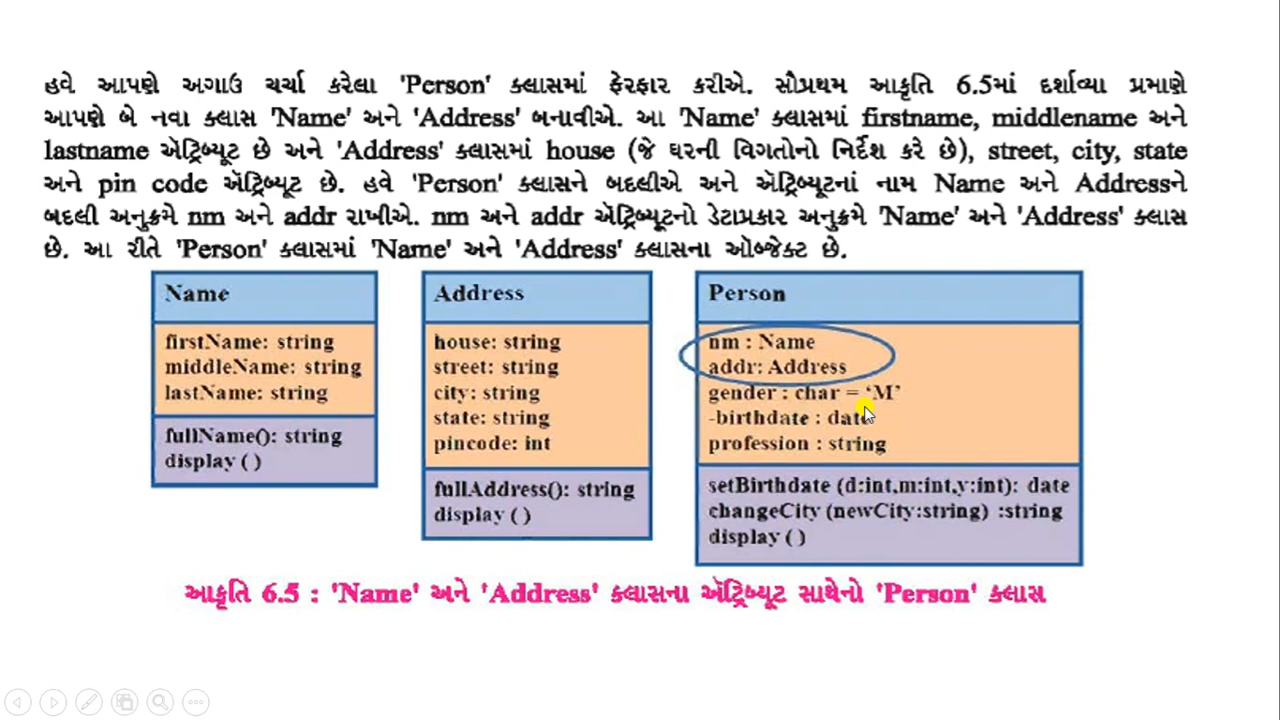 હવે આપણે અગાઉ ચર્ચા કરેલા 'Person' ક્લાસમાં ફેરફાર કરીએ. સૌપ્રથમ આકૃતિ 6.5માં દર્શાવ્યા પ્રમાણે
આપણે બે નવા ક્લાસ 'Name' અને 'Address' બનાવીએ. આ 'Name' ક્લાસમાં firstname, middlename અને
lastname ઍટ્રિબ્યૂટ છે અને 'Address' ક્લાસમાં house (જે ઘરની વિગતોનો નિર્દેશ કરે છે), street, city, state
અને pin code ઍટ્રિબ્યૂટ છે. હવે 'Person' ક્લાસને બદલીએ અને ઍટ્રિબ્યૂટનાં નામ Name અને Addressને
બદલી અનુક્રમે nm અને addr રાખીએ. nm અને addr ઍટ્રિબ્યૂટનો ડેટાપ્રકાર અનુક્રમે 'Name' અને 'Address' ક્લાસ
છે. આ રીતે 'Person' ક્લાસમાં 'Name' અને 'Address' ક્લાસના ઑબ્જેક્ટ છે.
Name
firstName: string
middleName: string
lastName: string
fullName(): string
display ( )
Address
house: string
street: string
city: string
state: string
pincode: int
fullAddress(): string
display ( )
Person
nm : Name
addr: Address
gender : char = ‘M’
-birthdate : date
profession : string
setBirthdate (d:int,m:int,y:int): date
changeCity (newCity:string) :string
display ( )
આકૃતિ 6.5 : 'Name' અને 'Address' ક્લાસના ઍટ્રિબ્યૂટ સાથેનો 'Person' ક્લાસ